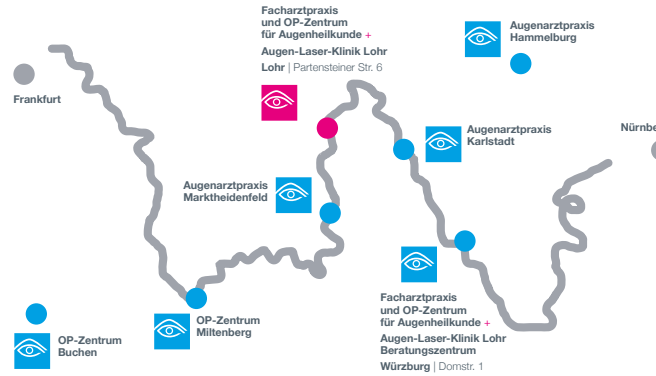 Facharztpraxis
und OP-Zentrum
für Augenheilkunde +
Augen-Laser-Klinik Lohr
Lohr | Partensteiner Str. 6
Augenarztpraxis
Hammelburg
Frankfurt
Augenarztpraxis
Karlstadt
Nürnbe
Augenarztpraxis
Marktheidenfeld
OP-Zentrum
Miltenberg
OP-Zentrum
Buchen
Facharztpraxis
und OP-Zentrum
für Augenheilkunde +
Augen-Laser-Klinik Lohr
Beratungszentrum
Würzburg | Domstr. 1